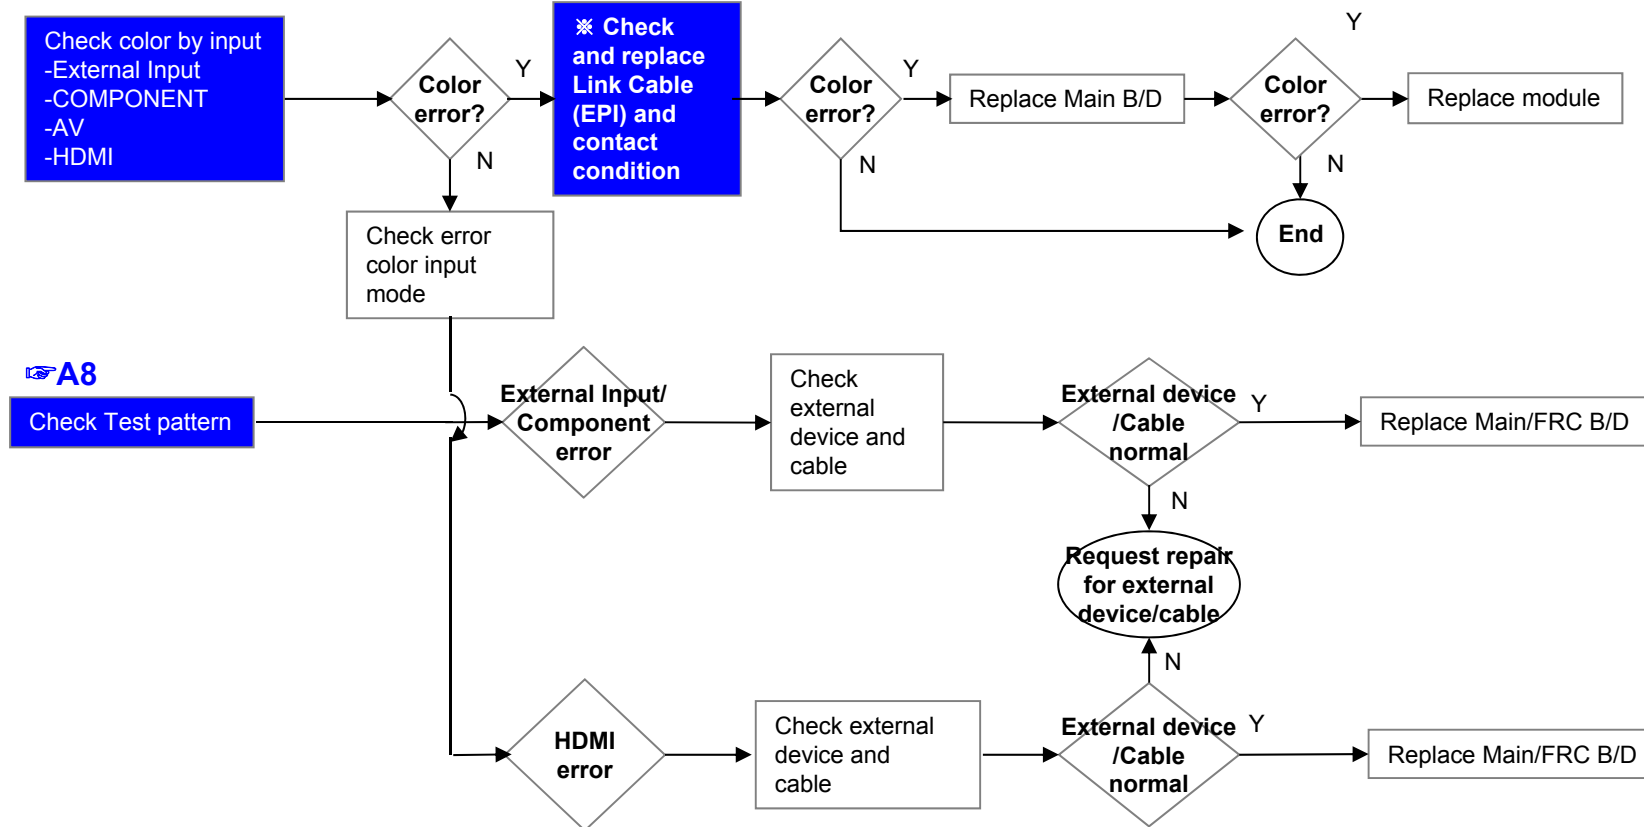 Check color by input
-External Input
-COMPONENT
-AV
-HDMI
Color
error?
Y
N
※ Check
and replace
Link Cable
(EPI) and
contact
condition
Color
error?
Y
N
Replace Main B/D
Color
error?
Y
N
Replace module
End
Check error
color input
mode
☞A8
Check Test pattern
External Input/
Component
error
Check
external
device and
cable
External device
/Cable
normal
Y
N
Replace Main/FRC B/D
Request repair
for external
device/cable
N
HDMI
error
Check external
device and
cable
External device
/Cable
normal
Y
Replace Main/FRC B/D